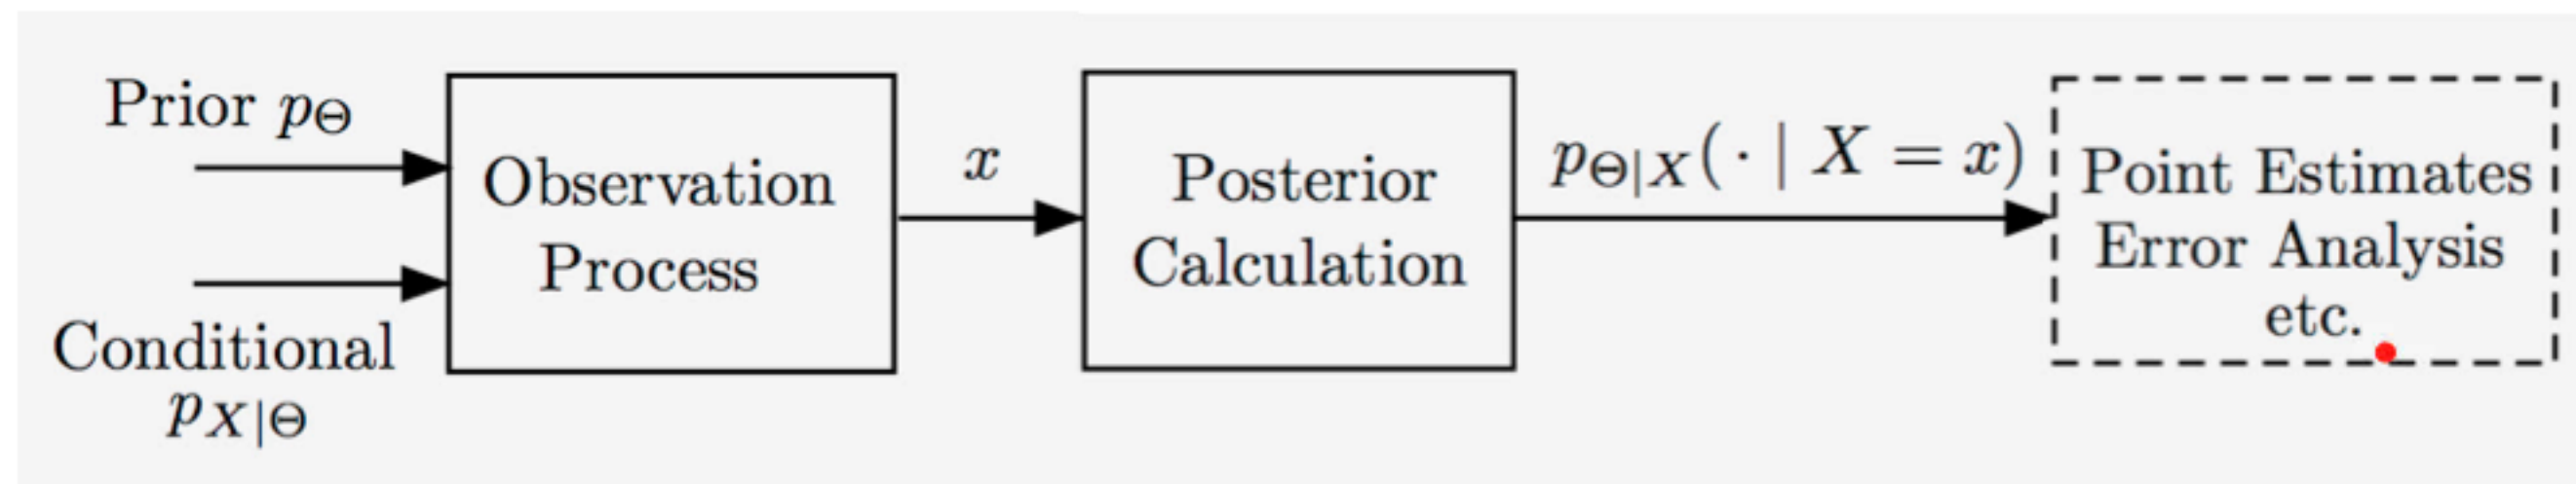 Prior pΘ
Conditional
pX|Θ
Observation
Process
x
Posterior
Calculation
pΘ|X(· | X = x)
Point Estimates
Error Analysis
etc.